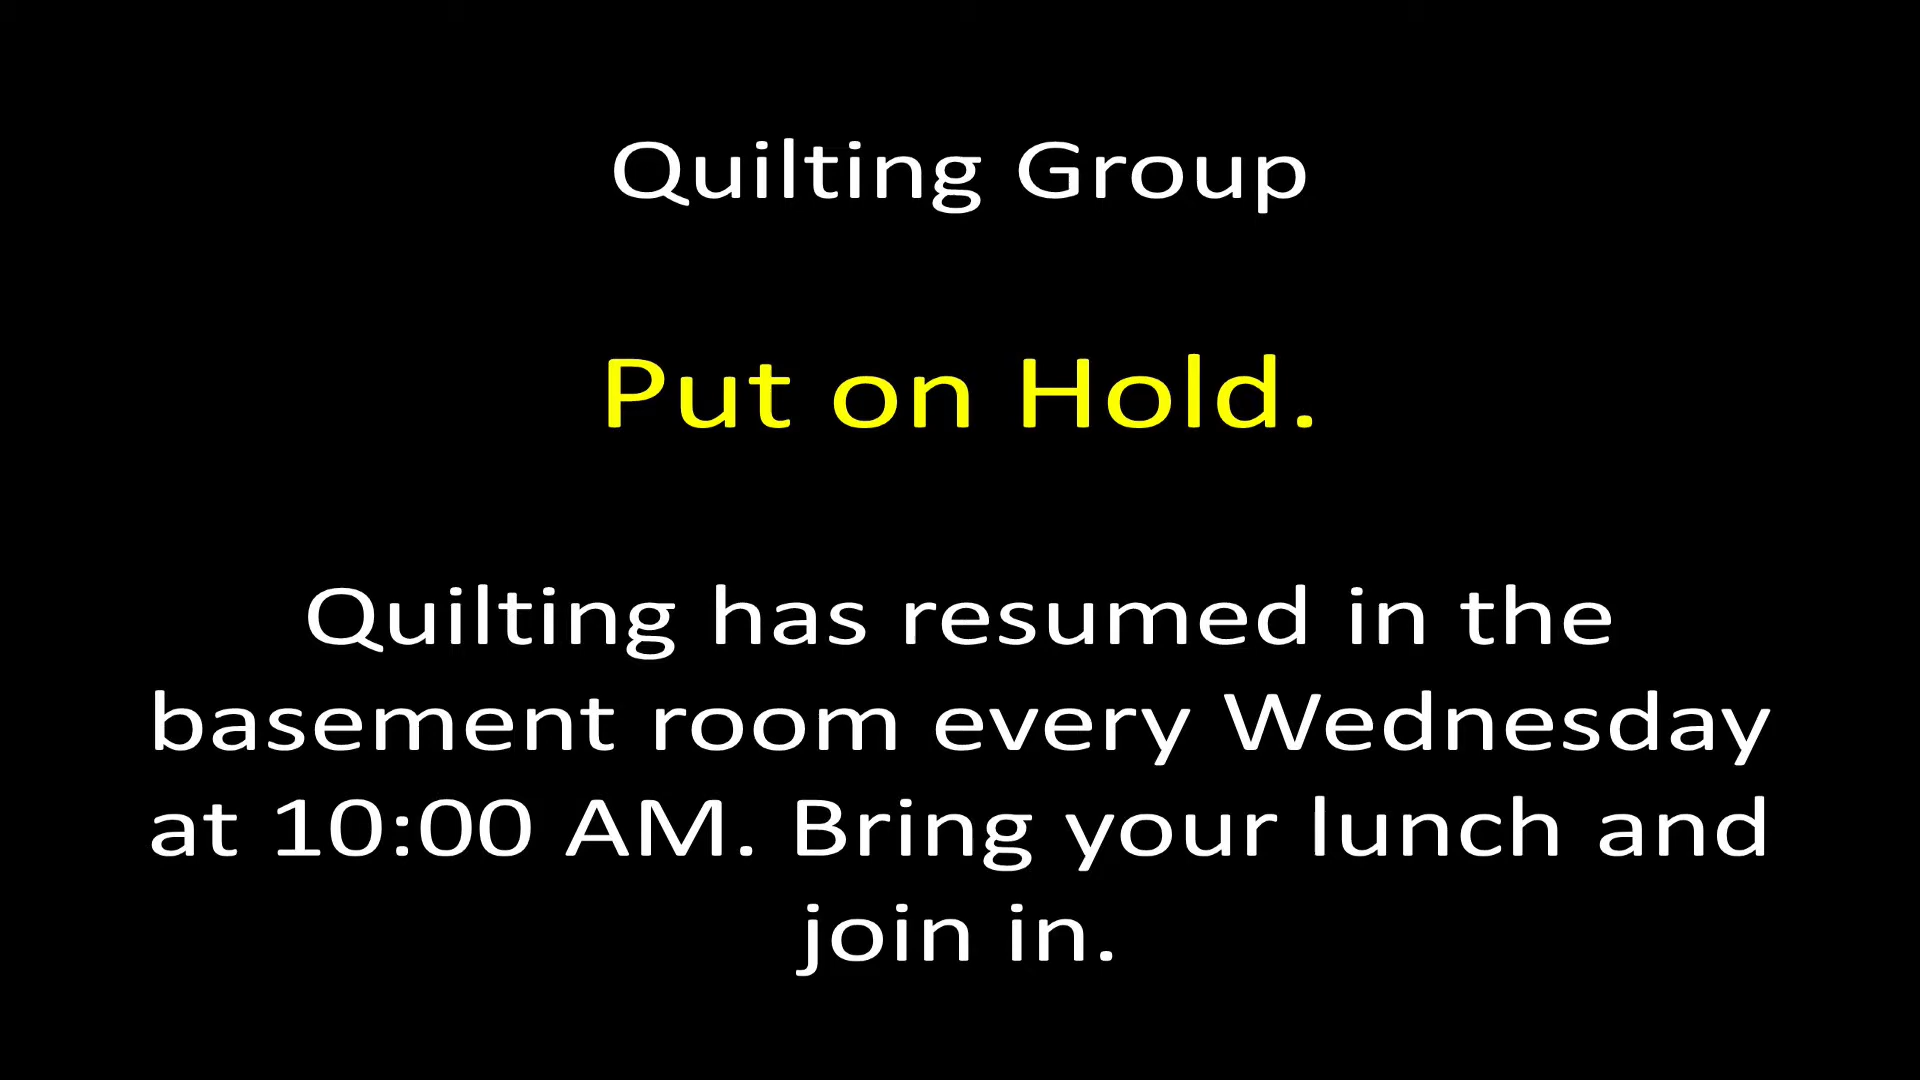 Quilting Group
Put on Hold.
Quilting has resumed in the
basement room every Wednesday
at 10:00 AM. Bring your lunch and
join in.